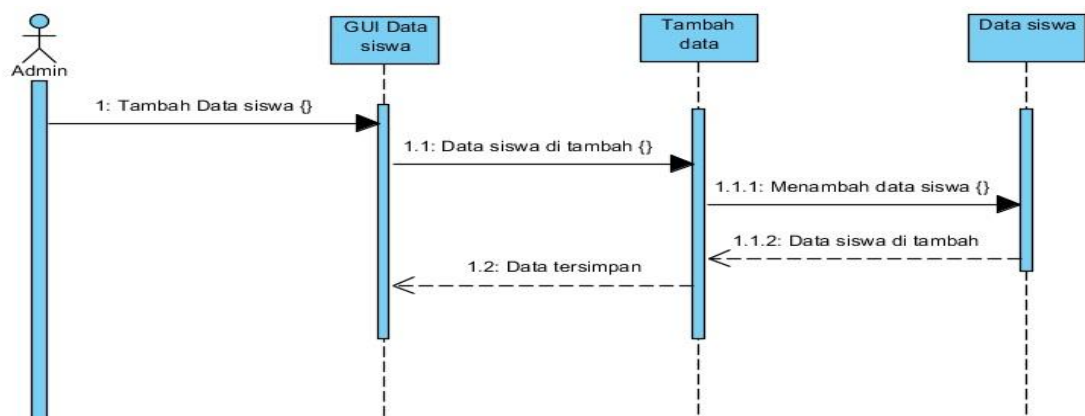 GUI Data
siswa
Tambah
data
Data siswa
Admin
1: Tambah Data siswa {}
1.1: Data siswa di tambah {}
1.1.1: Menambah data siswa {}
1.1.2: Data siswa di tambah
1.2: Data tersimpan